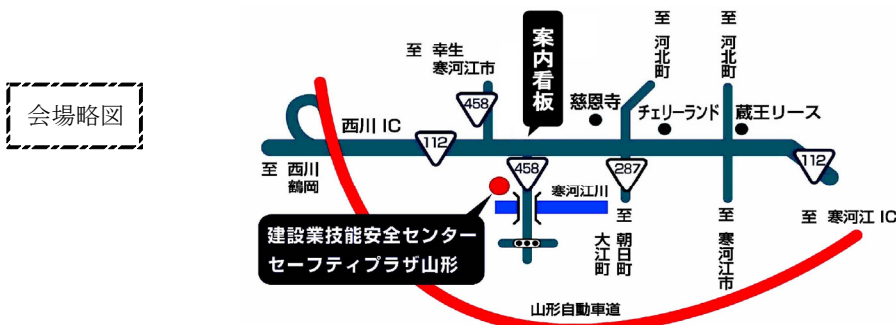 会場略図
至 幸生
寒河江市
458
案内看板
至 河北町
至 河北町
慈恩寺
チェリーランド
蔵王リース
西川 IC
112
至 西川
鶴岡
458
287
112
寒河江川
建設業技能安全センター
セーフティプラザ山形
至 朝日町
大江町
至 寒河江市
至 寒河江 IC
山形自動車道